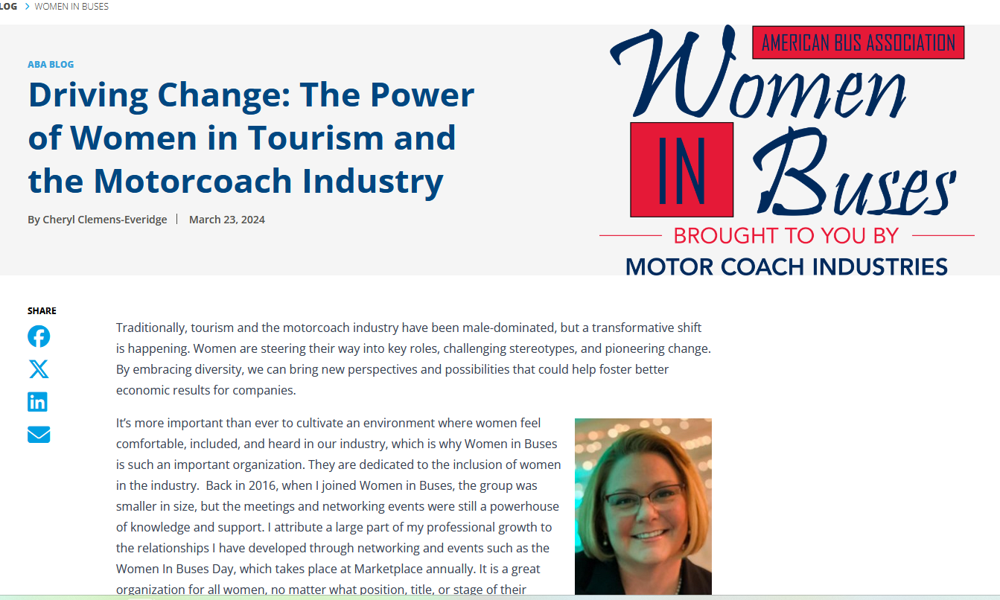 LOG > WOMEN IN BUSES
ABA BLOG
Driving Change: The Power
of Women in Tourism and
the Motorcoach Industry
By Cheryl Clemens-Everidge | March 23, 2024
AMERICAN BUS ASSOCIATION
Women
IN Buses
BROUGHT TO YOU BY
MOTOR COACH INDUSTRIES
SHARE
Traditionally, tourism and the motorcoach industry have been male-dominated, but a transformative shift
is happening. Women are steering their way into key roles, challenging stereotypes, and pioneering change.
By embracing diversity, we can bring new perspectives and possibilities that could help foster better
economic results for companies.
It’s more important than ever to cultivate an environment where women feel
comfortable, included, and heard in our industry, which is why Women in Buses
is such an important organization. They are dedicated to the inclusion of women
in the industry.  Back in 2016, when I joined Women in Buses, the group was
smaller in size, but the meetings and networking events were still a powerhouse
of knowledge and support. I attribute a large part of my professional growth to
the relationships I have developed through networking and events such as the
Women In Buses Day, which takes place at Marketplace annually. It is a great
organization for all women, no matter what position, title, or stage of their